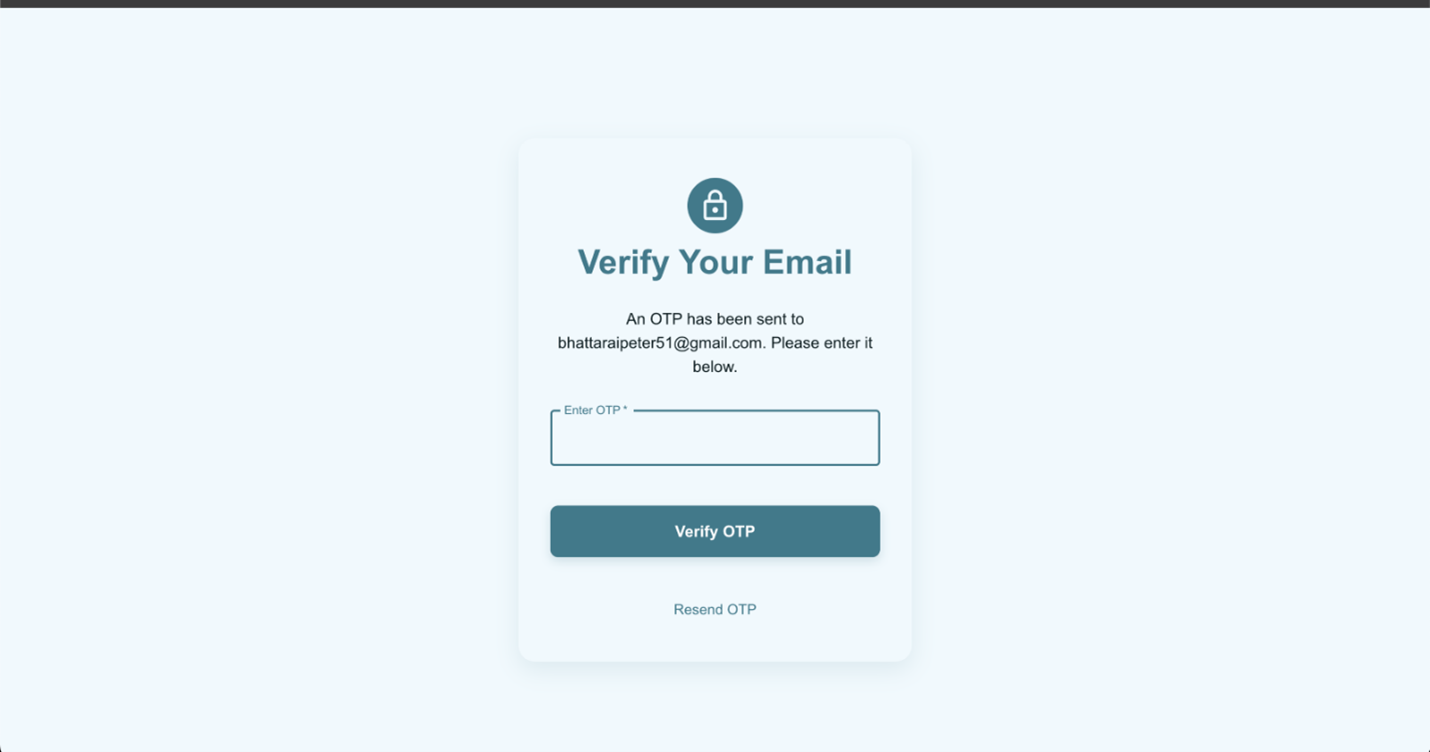 Verify Your Email
An OTP has been sent to
bhattaraipeter51@gmail.com. Please enter it
below.
Enter OTP *
Verify OTP
Resend OTP